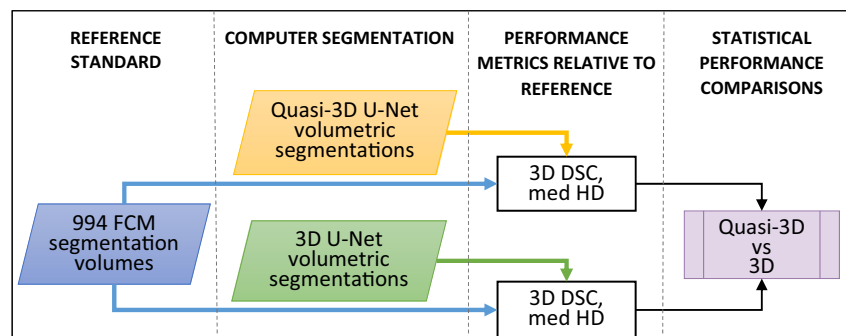 REFERENCE
STANDARD
COMPUTER SEGMENTATION
PERFORMANCE
METRICS RELATIVE TO
REFERENCE
STATISTICAL
PERFORMANCE
COMPARISONS
Quasi-3D U-Net
volumetric
segmentations
3D DSC,
med HD
994 FCM
segmentation
volumes
3D U-Net
volumetric
segmentations
3D DSC,
med HD
Quasi-3D
vs
3D